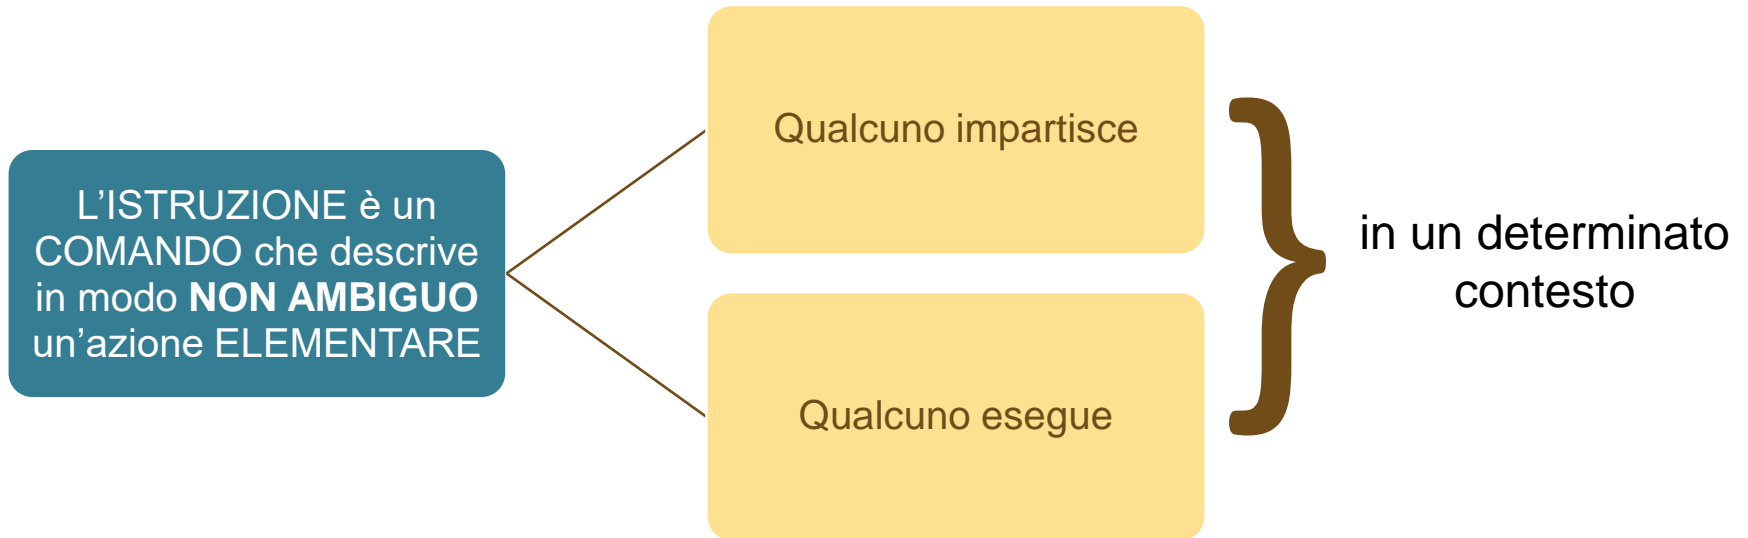 L’ISTRUZIONE è un
COMANDO che descrive
in modo NON AMBIGUO
un’azione ELEMENTARE
Qualcuno impartisce
Qualcuno esegue
in un determinato
contesto